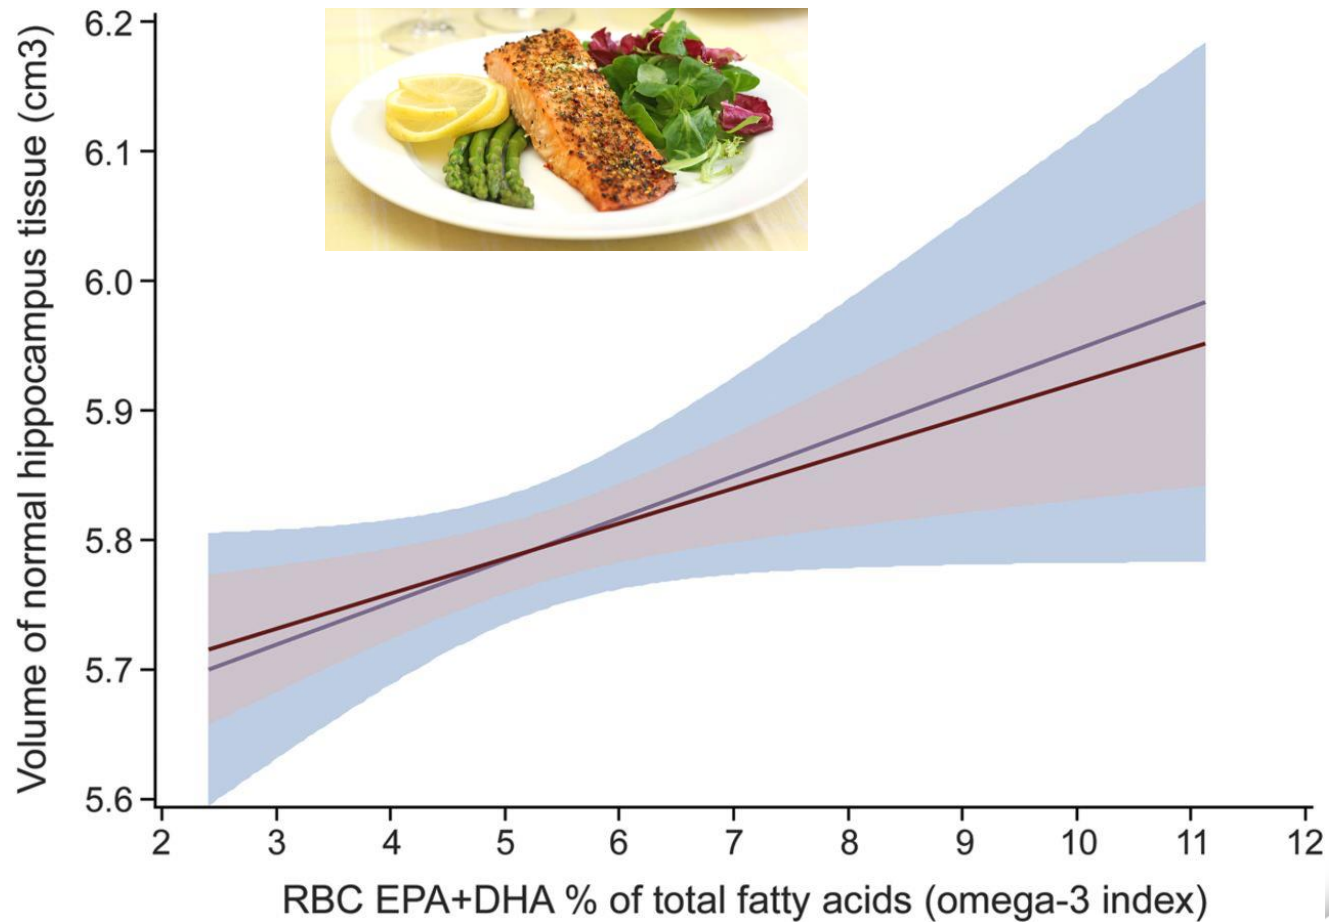 Volume of normal hippocampus tissue (cm3)
6.2
6.1
6.0
5.9
5.8
5.7
5.6
2 3 4 5 6 7 8 9 10 11 12
RBC EPA+DHA % of total fatty acids (omega-3 index)